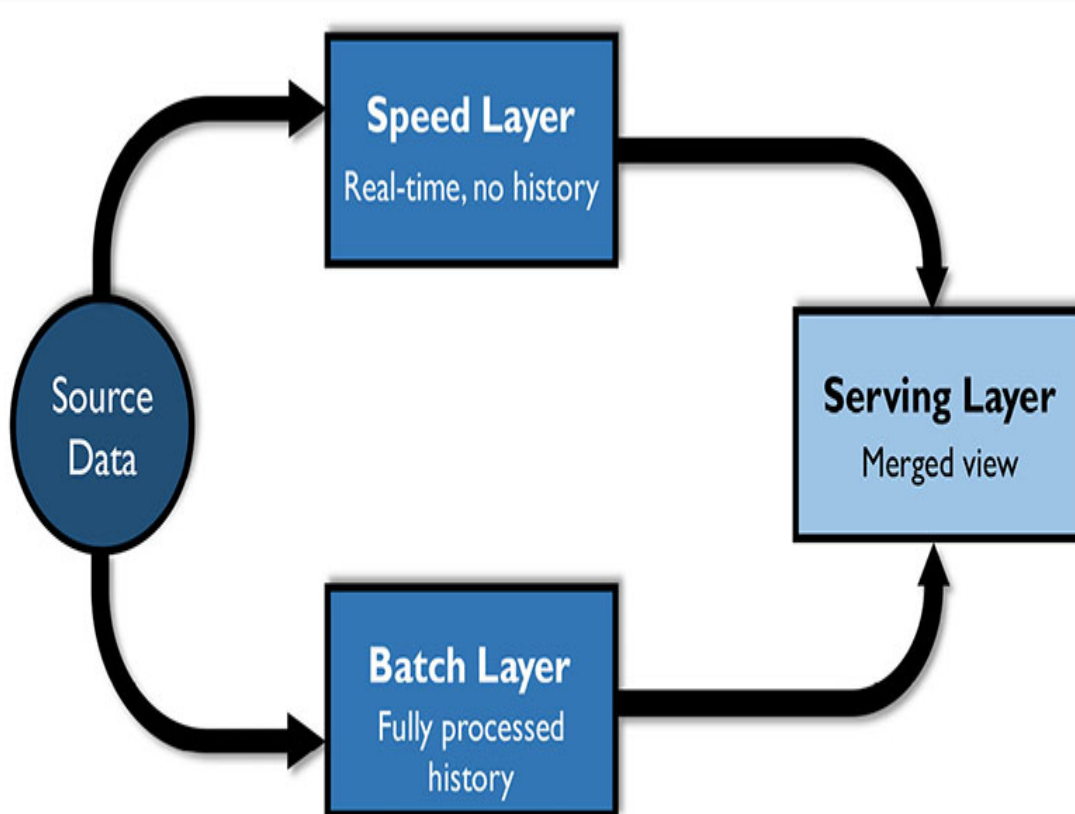 Speed Layer
Real-time, no history
Source
Data
Serving Layer
Merged view
Batch Layer
Fully processed
history